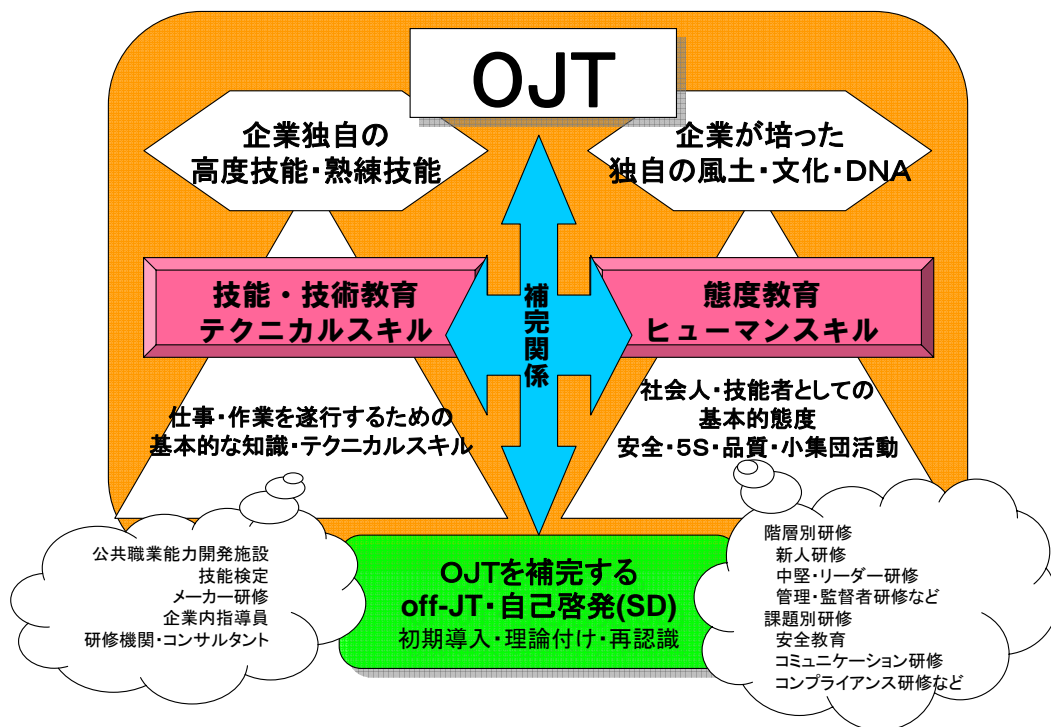 OJT
企業独自の
高度技能・熟練技能
企業が培った
独自の風土・文化・DNA
技能・技術教育
テクニカルスキル
補完関係
態度教育
ヒューマンスキル
仕事・作業を遂行するための
基本的な知識・テクニカルスキル
社会人・技能者としての
基本的態度
安全・5S・品質・小集団活動
公共職業能力開発施設
技能検定
メーカー研修
企業内指導員
研修機関・コンサルタント
OJTを補完する
off-JT・自己啓発(SD)
初期導入・理論付け・再認識
階層別研修
新人研修
中堅・リーダー研修
管理・監督者研修など
課題別研修
安全教育
コミュニケーション研修
コンプライアンス研修など